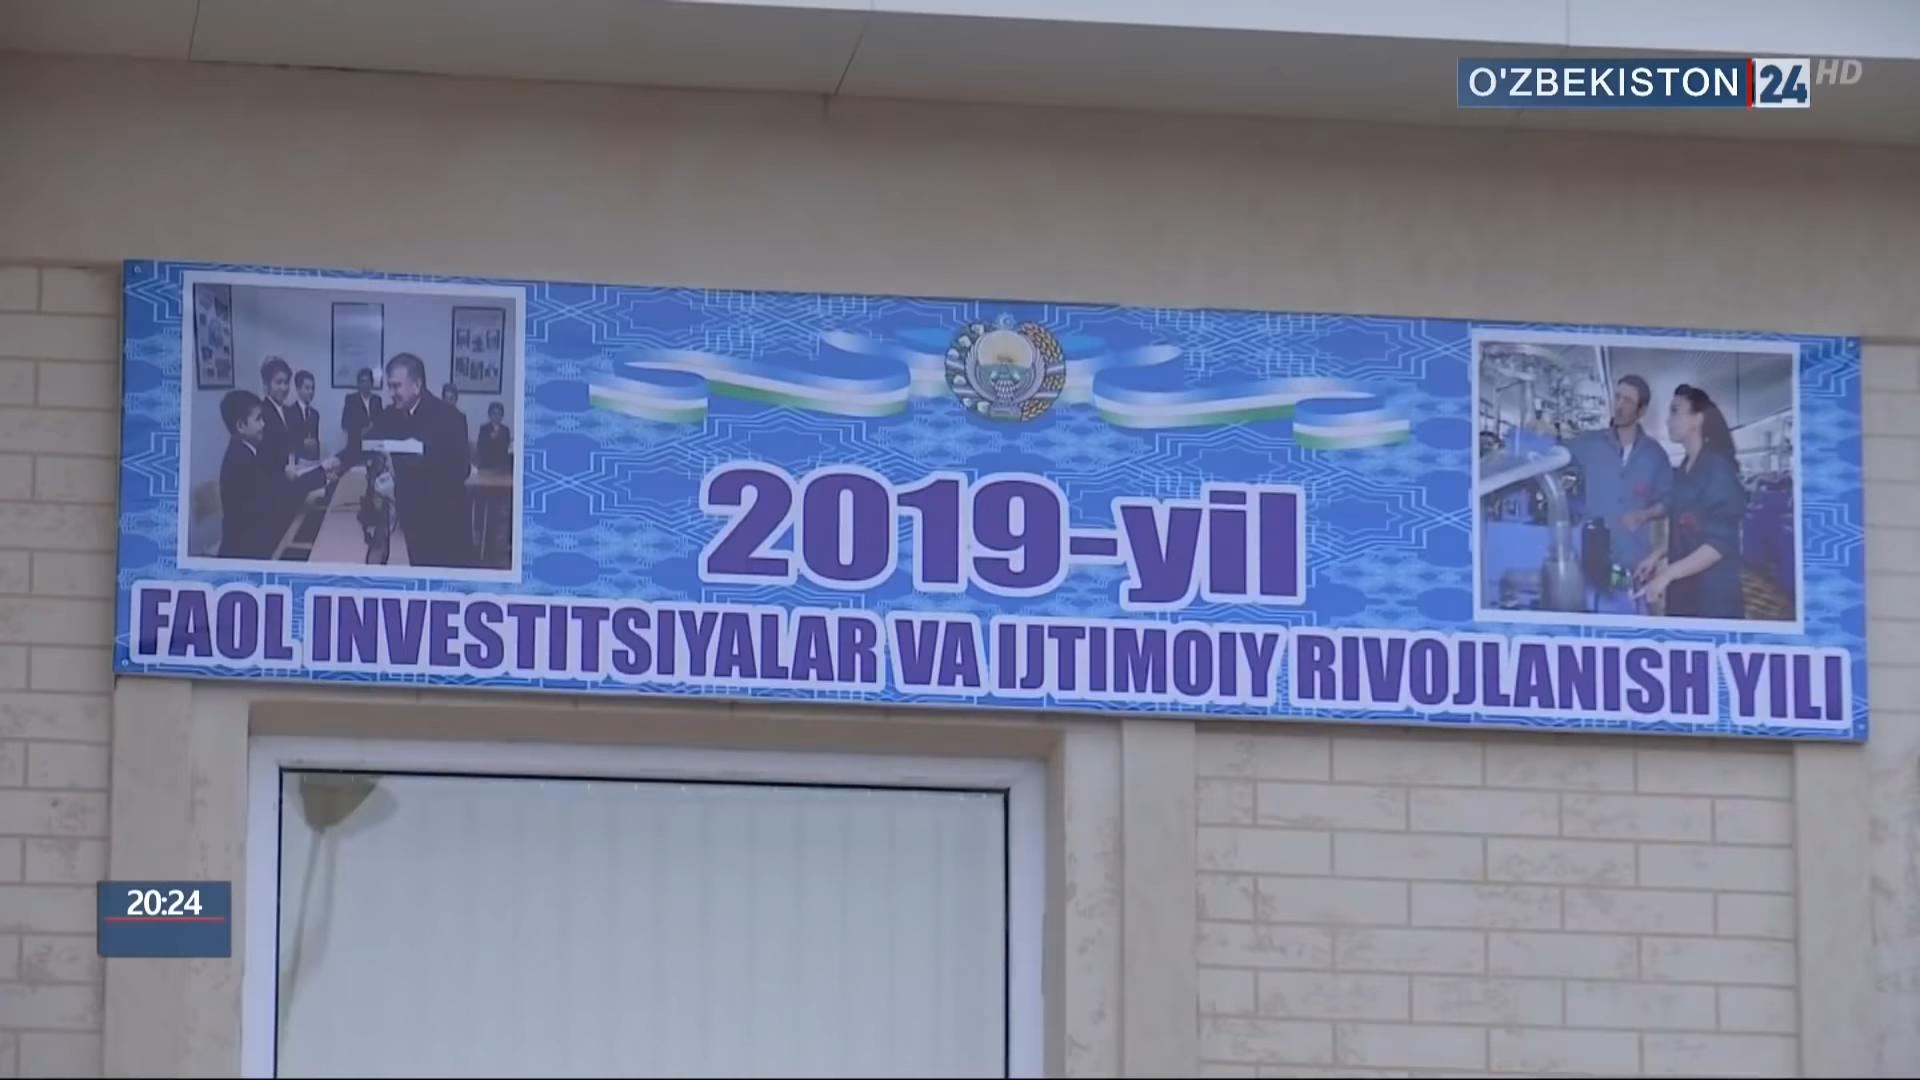 O'ZBEKISTON 24 HD
2019-yil
FAOL INVESTITSIYALAR VA IJTIMOIY RIVOJLANISH YILI
20:24